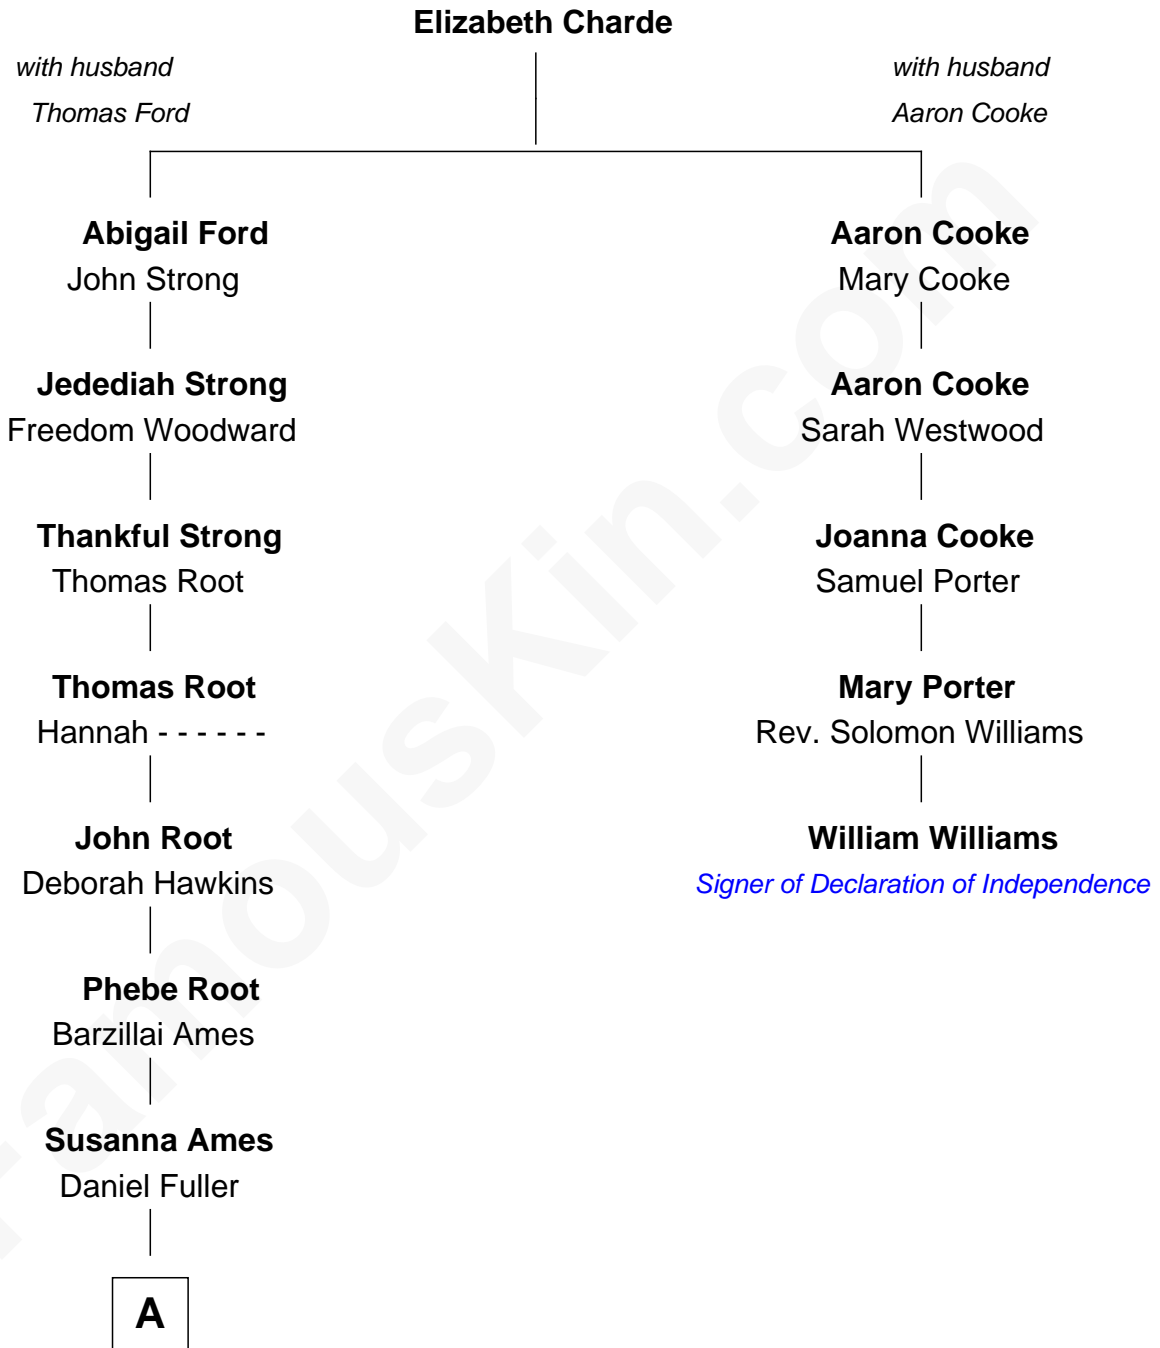 Elizabeth Charde
with husband
Thomas Ford
with husband
Aaron Cooke
Abigail Ford
John Strong
Aaron Cooke
Mary Cooke
Jedediah Strong
Freedom Woodward
Aaron Cooke
Sarah Westwood
Thankful Strong
Thomas Root
Joanna Cooke
Samuel Porter
Thomas Root
Hannah - - - - - -
Mary Porter
Rev. Solomon Williams
John Root
Deborah Hawkins
William Williams
Signer of Declaration of Independence
Phebe Root
Barzillai Ames
Susanna Ames
Daniel Fuller
A
FamousKin.com